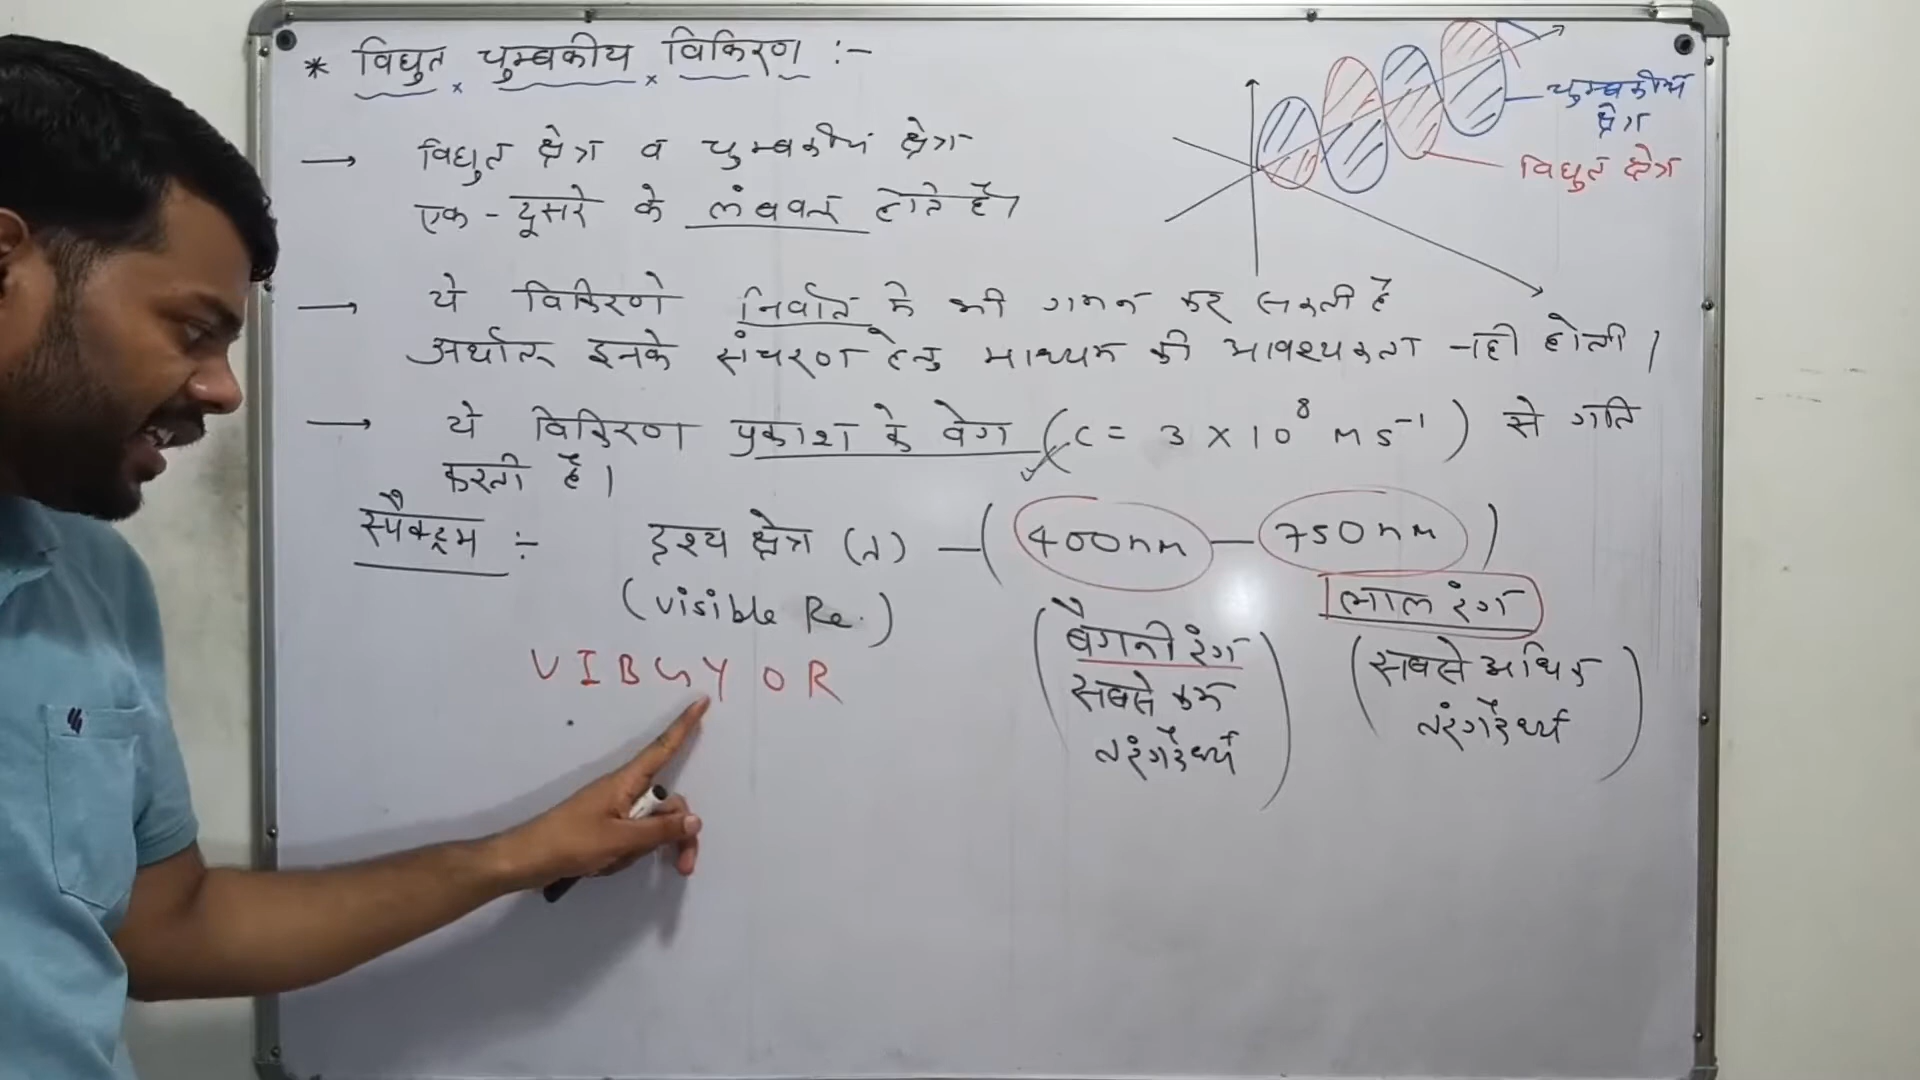 * विद्युत चुम्बकीय विकिरण :-
चुम्बकीय
क्षेत्र
विद्युत क्षेत्र
→ विद्युत क्षेत्र व चुम्बकीय क्षेत्र
एक - दूसरे के लंबवत होते है।
→ ये विकिरणे निर्वात मे भी गमन कर सकती है
अर्थात इनके संचरण हेतु माध्यम की आवश्यकता नही होती।
→ ये विकिरण प्रकाश के वेग (c = 3 × 10⁸ m s⁻¹) से गति
करती है।
स्पैक्ट्रम :- दृश्य क्षेत्र (λ) - (400nm - 750nm)
(visible Re.)
लाल रंग
V I B G Y O R
(बैगनी रंग
सबसे कम
तरंगदैर्ध्य)
(सबसे अधिक
तरंगदैर्ध्य)